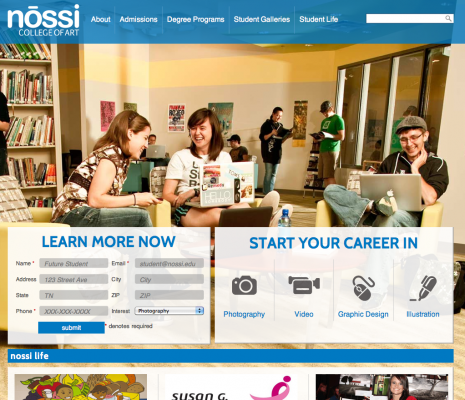 nōssi
COLLEGE OF ART
About Admissions Degree Programs Student Galleries Student Life
LEARN MORE NOW
Name * Future Student Email * student@nossi.edu
Address 123 Street Ave City City
State TN ZIP ZIP
Phone * XXX-XXX-XXXX Interest Photography
submit * denotes required
START YOUR CAREER IN
Photography Video Graphic Design Illustration
nossi life
susan G.